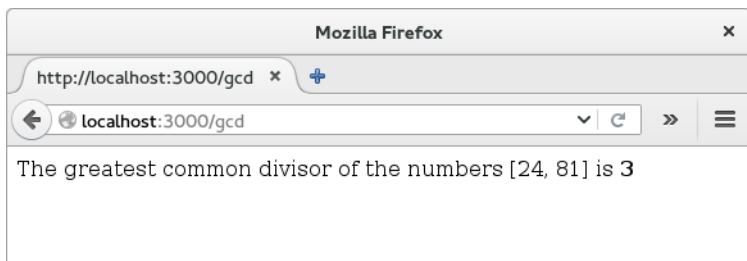 Mozilla Firefox
http://localhost:3000/gcd
localhost:3000/gcd
The greatest common divisor of the numbers [24, 81] is 3